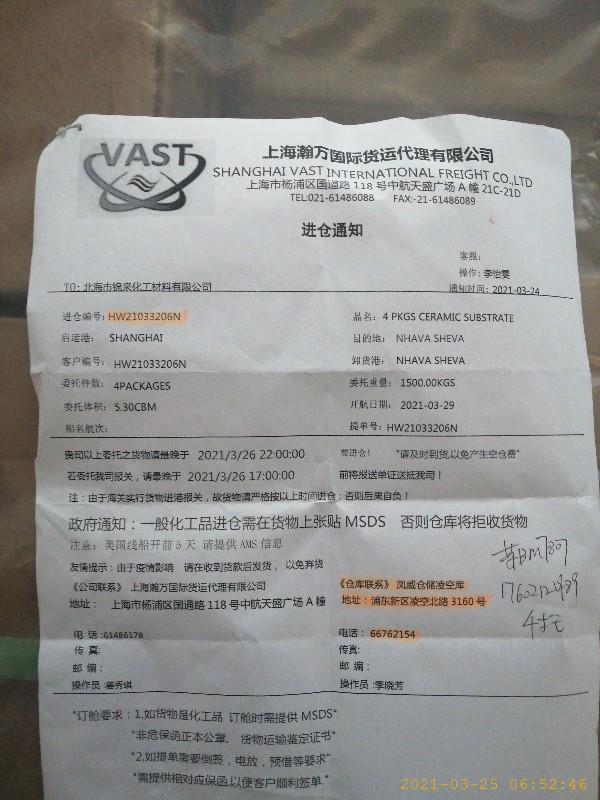 VAST
上海瀚万国际货运代理有限公司
SHANGHAI VAST INTERNATIONAL FREIGHT CO.,LTD
上海市杨浦区国通路 118 号中航天盛广场 A 幢 21C-21D
TEL:021-61486088 FAX:-21-61486089
进仓通知
客服:
操作: 李怡雯
TO: 北海市锦来化工材料有限公司 通知时间: 2021-03-24
进仓编号: HW21033206N 品名: 4 PKGS CERAMIC SUBSTRATE
启运港: SHANGHAI 目的地: NHAVA SHEVA
客户编号: HW21033206N 卸货港: NHAVA SHEVA
委托件数: 4PACKAGES 委托重量: 1500.00KGS
委托体积: 5.30CBM 开航日期: 2021-03-29
船名航次: 提单号: HW21033206N
贵司以上委托之货物请最晚于 2021/3/26 22:00:00 前进仓! "请及时到货,以免产生空仓费"
若委托我司报关，请最晚于 2021/3/26 17:00:00 前将报送单证送抵我司!
注：由于海关实行货物进港报关，故货物请严格按以上时间进仓；否则后果自负！
政府通知：一般化工品进仓需在货物上张贴 MSDS 否则仓库将拒收货物
注意：美国线船开前 5 天 请提供 AMS 信息
友情提示：由于疫情影响 请在收到货款后发货， 以免弃货
《公司联系》 上海瀚万国际货运代理有限公司 《仓库联系》 凤威仓储凌空库
地址： 上海市杨浦区国通路 118 号中航天盛广场 A 幢 地址: 浦东新区凌空北路 3160 号
4托
电 话 :61486178 电话: 66762154
传 真: 传真:
邮 编: 邮 编:
操作员 :姜秀琪 操作员 :季晓芳
"订舱要求：1,如货物是化工品 订舱时需提供 MSDS"
"非危保函正本公章，货物运输鉴定证书"
"2,如提单需要倒签，电放，预借等要求"
"需提供相对应保函,以便客户顺利签单."
2021-03-25 06:52:46